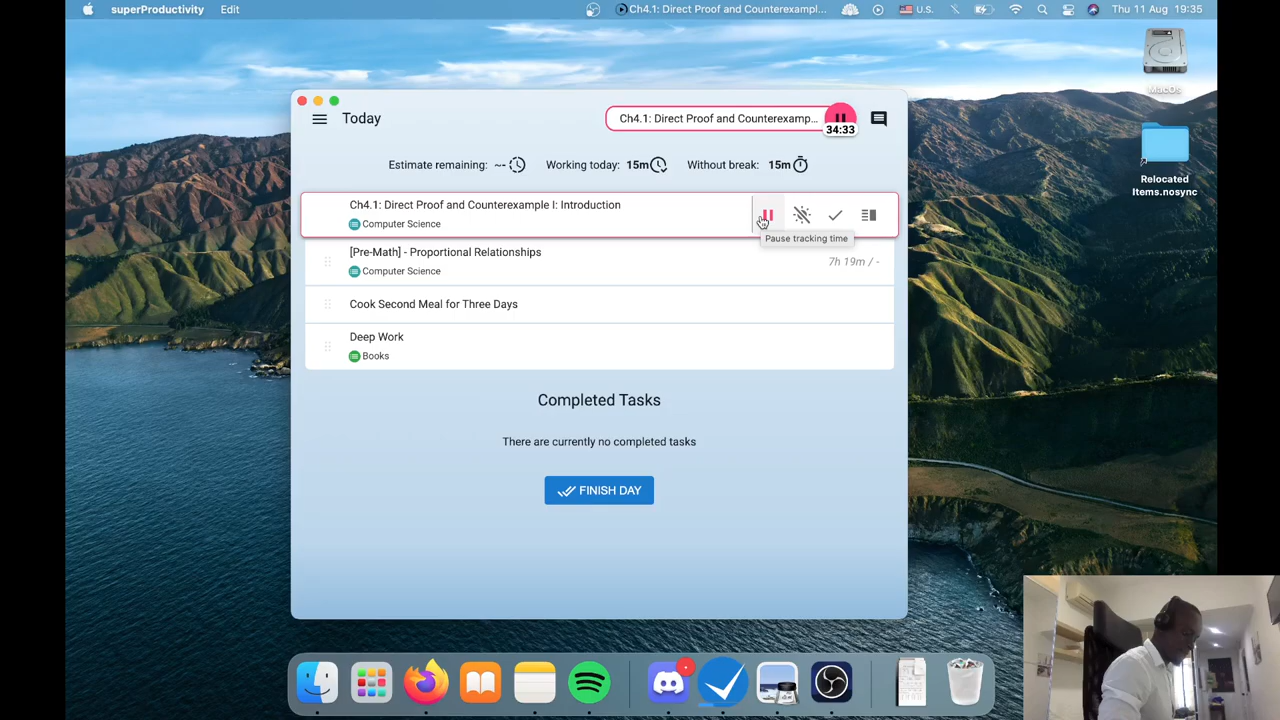 superProductivity Edit Ch4.1: Direct Proof and Counterexampl... U.S. Thu 11 Aug 19:35
MacOs
Today
Ch4.1: Direct Proof and Counterexamp...
34:33
Estimate remaining: ~- Working today: 15m Without break: 15m
Ch4.1: Direct Proof and Counterexample I: Introduction
Computer Science
Pause tracking time
[Pre-Math] - Proportional Relationships
Computer Science
7h 19m / -
Cook Second Meal for Three Days
Deep Work
Books
Completed Tasks
There are currently no completed tasks
FINISH DAY
Relocated
Items.nosync